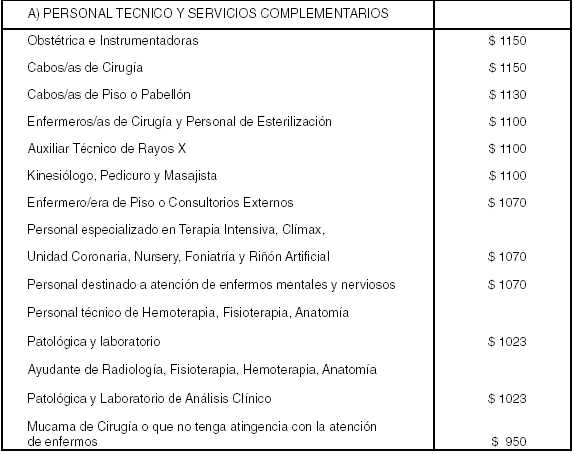 A) PERSONAL TECNICO Y SERVICIOS COMPLEMENTARIOS
Obstétrica e Instrumentadoras $ 1150
Cabos/as de Cirugía $ 1150
Cabos/as de Piso o Pabellón $ 1130
Enfermeros/as de Cirugía y Personal de Esterilización $ 1100
Auxiliar Técnico de Rayos X $ 1100
Kinesiólogo, Pedicuro y Masajista $ 1100
Enfermero/era de Piso o Consultorios Externos $ 1070
Personal especializado en Terapia Intensiva, Clímax,
Unidad Coronaria, Nursery, Foniatría y Riñón Artificial $ 1070
Personal destinado a atención de enfermos mentales y nerviosos $ 1070
Personal técnico de Hemoterapia, Fisioterapia, Anatomía
Patológica y laboratorio $ 1023
Ayudante de Radiología, Fisioterapia, Hemoterapia, Anatomía
Patológica y Laboratorio de Análisis Clínico $ 1023
Mucama de Cirugía o que no tenga atingencia con la atención
de enfermos $ 950